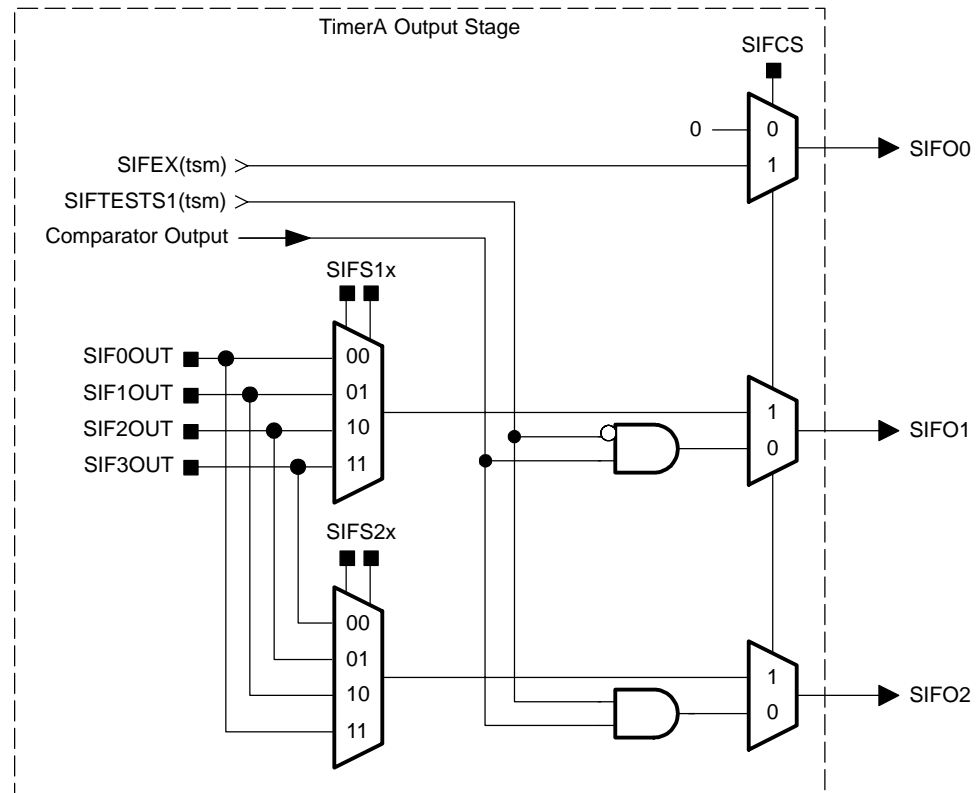 TimerA Output Stage
SIFCS
0
0
SIFO0
SIFEX(tsm)
1
SIFTESTS1(tsm)
Comparator Output
SIFS1x
SIF0OUT
00
SIF1OUT
01
1
SIF2OUT
10
SIFO1
0
SIF3OUT
11
SIFS2x
00
01
1
10
SIFO2
0
11